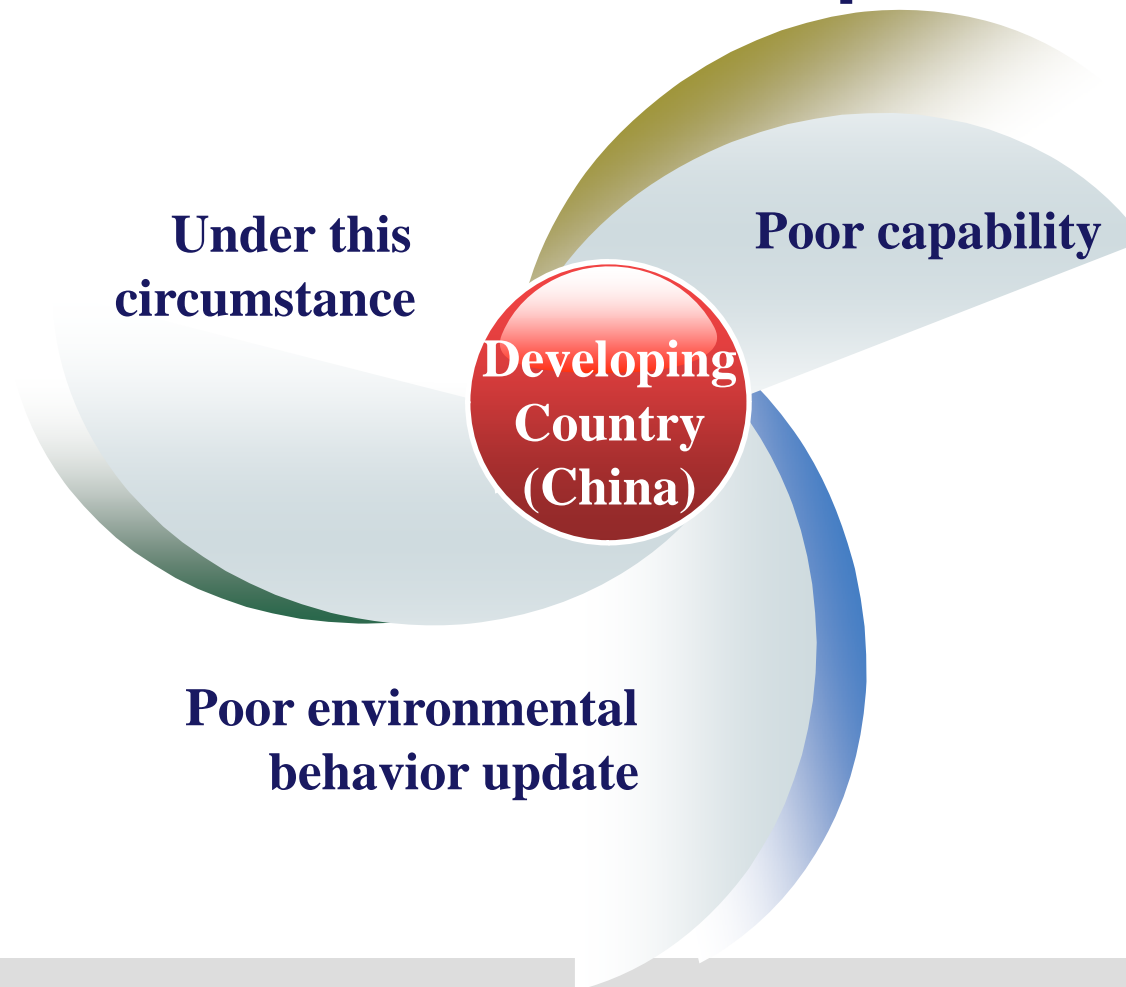 Under this
circumstance
Poor capability
Developing
Country
(China)
Poor environmental
behavior update